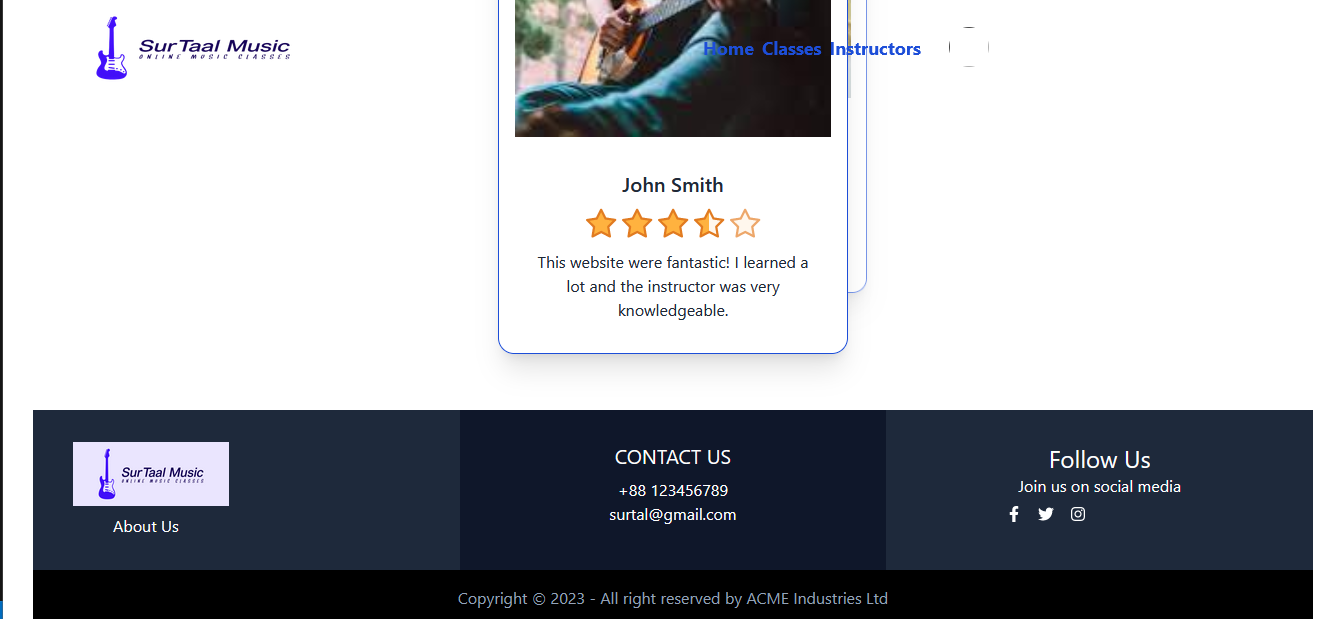 SurTaal Music
ONLINE MUSIC CLASSES
Home Classes Instructors
John Smith
This website were fantastic! I learned a
lot and the instructor was very
knowledgeable.
SurTaal Music
ONLINE MUSIC CLASSES
About Us
CONTACT US
+88 123456789
surtal@gmail.com
Follow Us
Join us on social media
Copyright © 2023 - All right reserved by ACME Industries Ltd